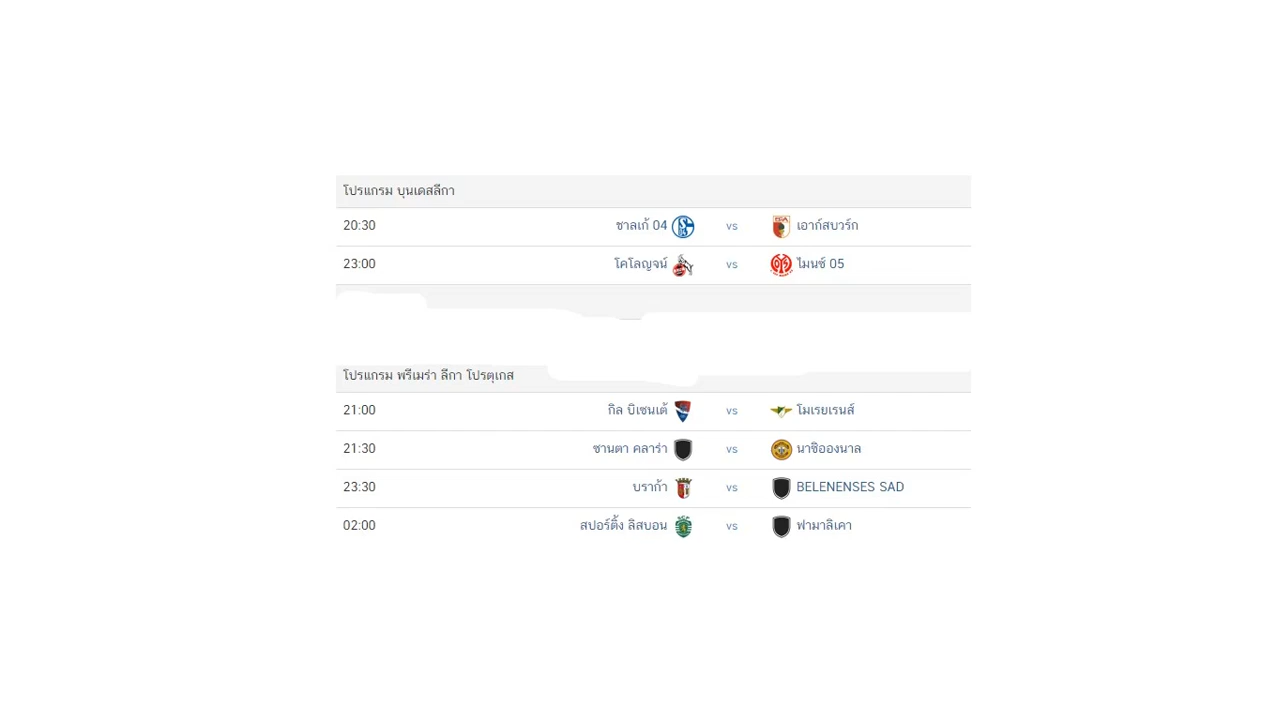 โปรแกรม บุนเดสลีกา
20:30 ชาลเก้ 04 vs เอาก์สบวร์ก
23:00 โคโลญจน์ vs ไมนซ์ 05
โปรแกรม พรีเมร่า ลีกา โปรตุเกส
21:00 กิล บิเซนเต้ vs โมเรยเรนส์
21:30 ซานตา คลาร่า vs นาซิอองนาล
23:30 บราก้า vs BELENENSES SAD
02:00 สปอร์ติ้ง ลิสบอน vs ฟามาลิเคา